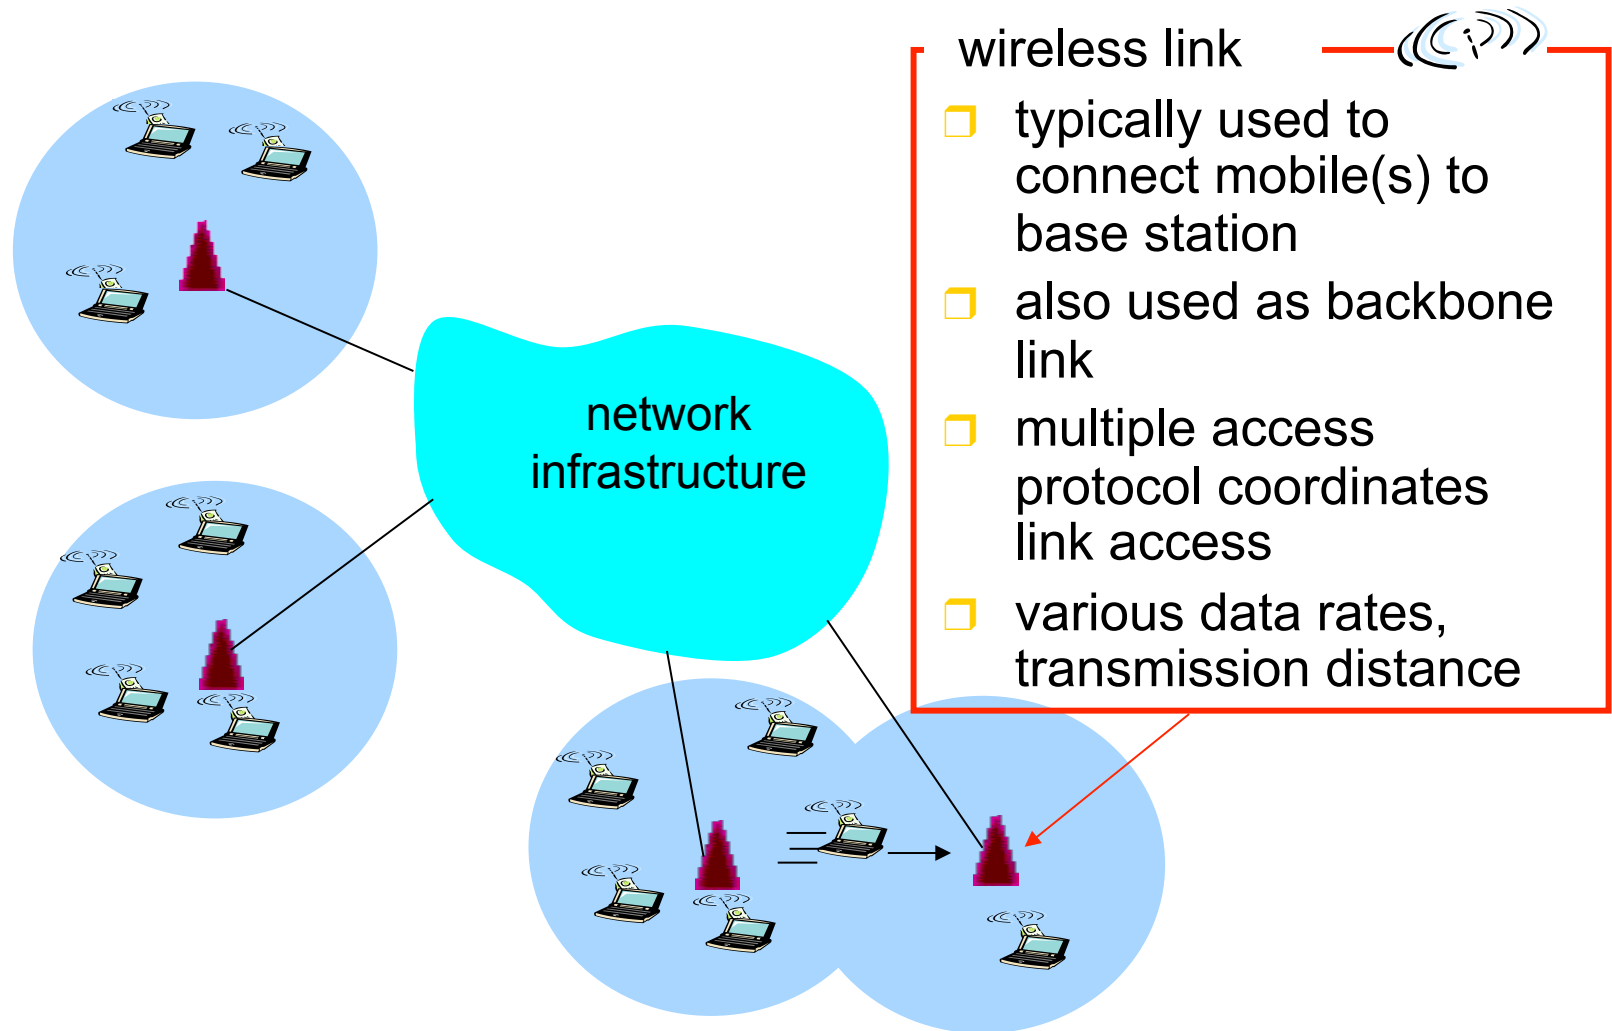 wireless link
typically used to
connect mobile(s) to
base station
also used as backbone
link
multiple access
protocol coordinates
link access
various data rates,
transmission distance
network
infrastructure